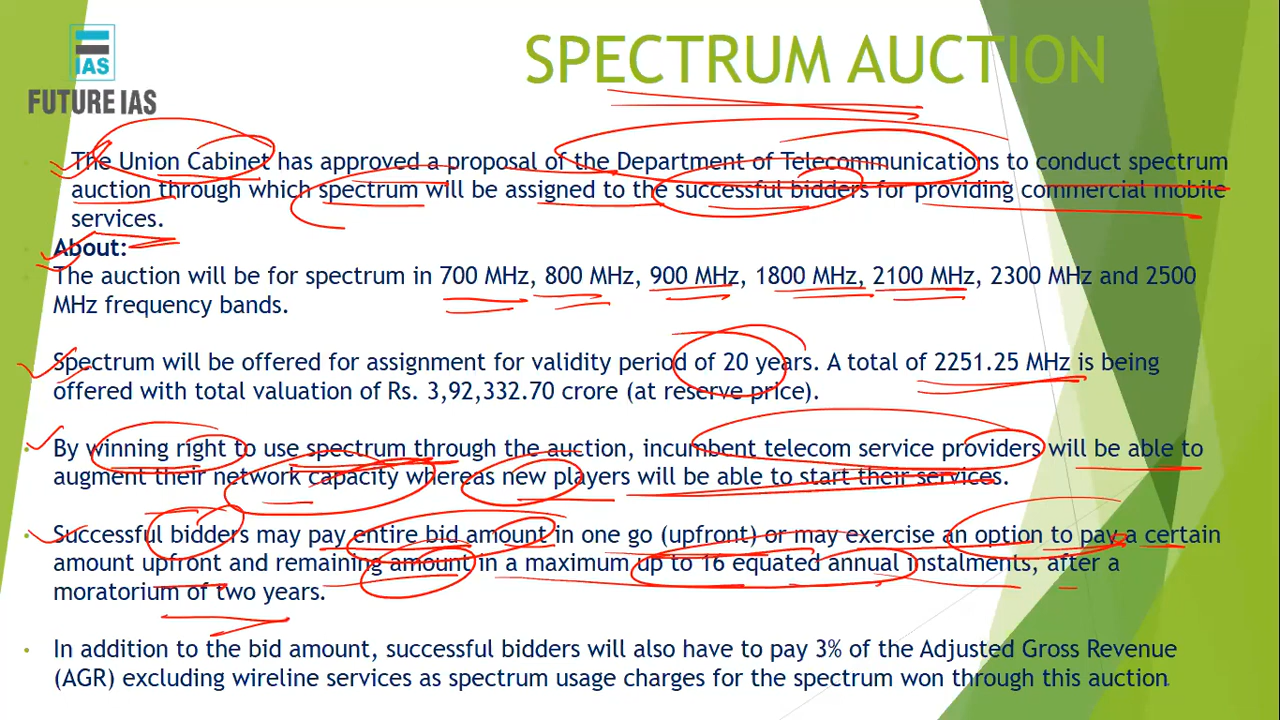 IAS
FUTURE IAS
SPECTRUM AUCTION
The Union Cabinet has approved a proposal of the Department of Telecommunications to conduct spectrum
auction through which spectrum will be assigned to the successful bidders for providing commercial mobile
services.
About:
The auction will be for spectrum in 700 MHz, 800 MHz, 900 MHz, 1800 MHz, 2100 MHz, 2300 MHz and 2500
MHz frequency bands.
Spectrum will be offered for assignment for validity period of 20 years. A total of 2251.25 MHz is being
offered with total valuation of Rs. 3,92,332.70 crore (at reserve price).
By winning right to use spectrum through the auction, incumbent telecom service providers will be able to
augment their network capacity whereas new players will be able to start their services.
Successful bidders may pay entire bid amount in one go (upfront) or may exercise an option to pay a certain
amount upfront and remaining amount in a maximum up to 16 equated annual instalments, after a
moratorium of two years.
In addition to the bid amount, successful bidders will also have to pay 3% of the Adjusted Gross Revenue
(AGR) excluding wireline services as spectrum usage charges for the spectrum won through this auction